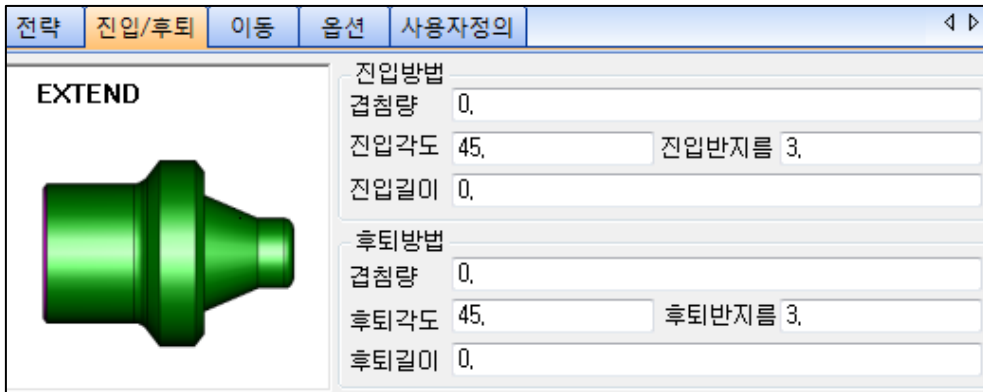 전략 진입/후퇴 이동 옵션 사용자정의
EXTEND
진입방법
겹침량 0,
진입각도 45, 진입반지름 3,
진입길이 0,
후퇴방법
겹침량 0,
후퇴각도 45, 후퇴반지름 3,
후퇴길이 0,